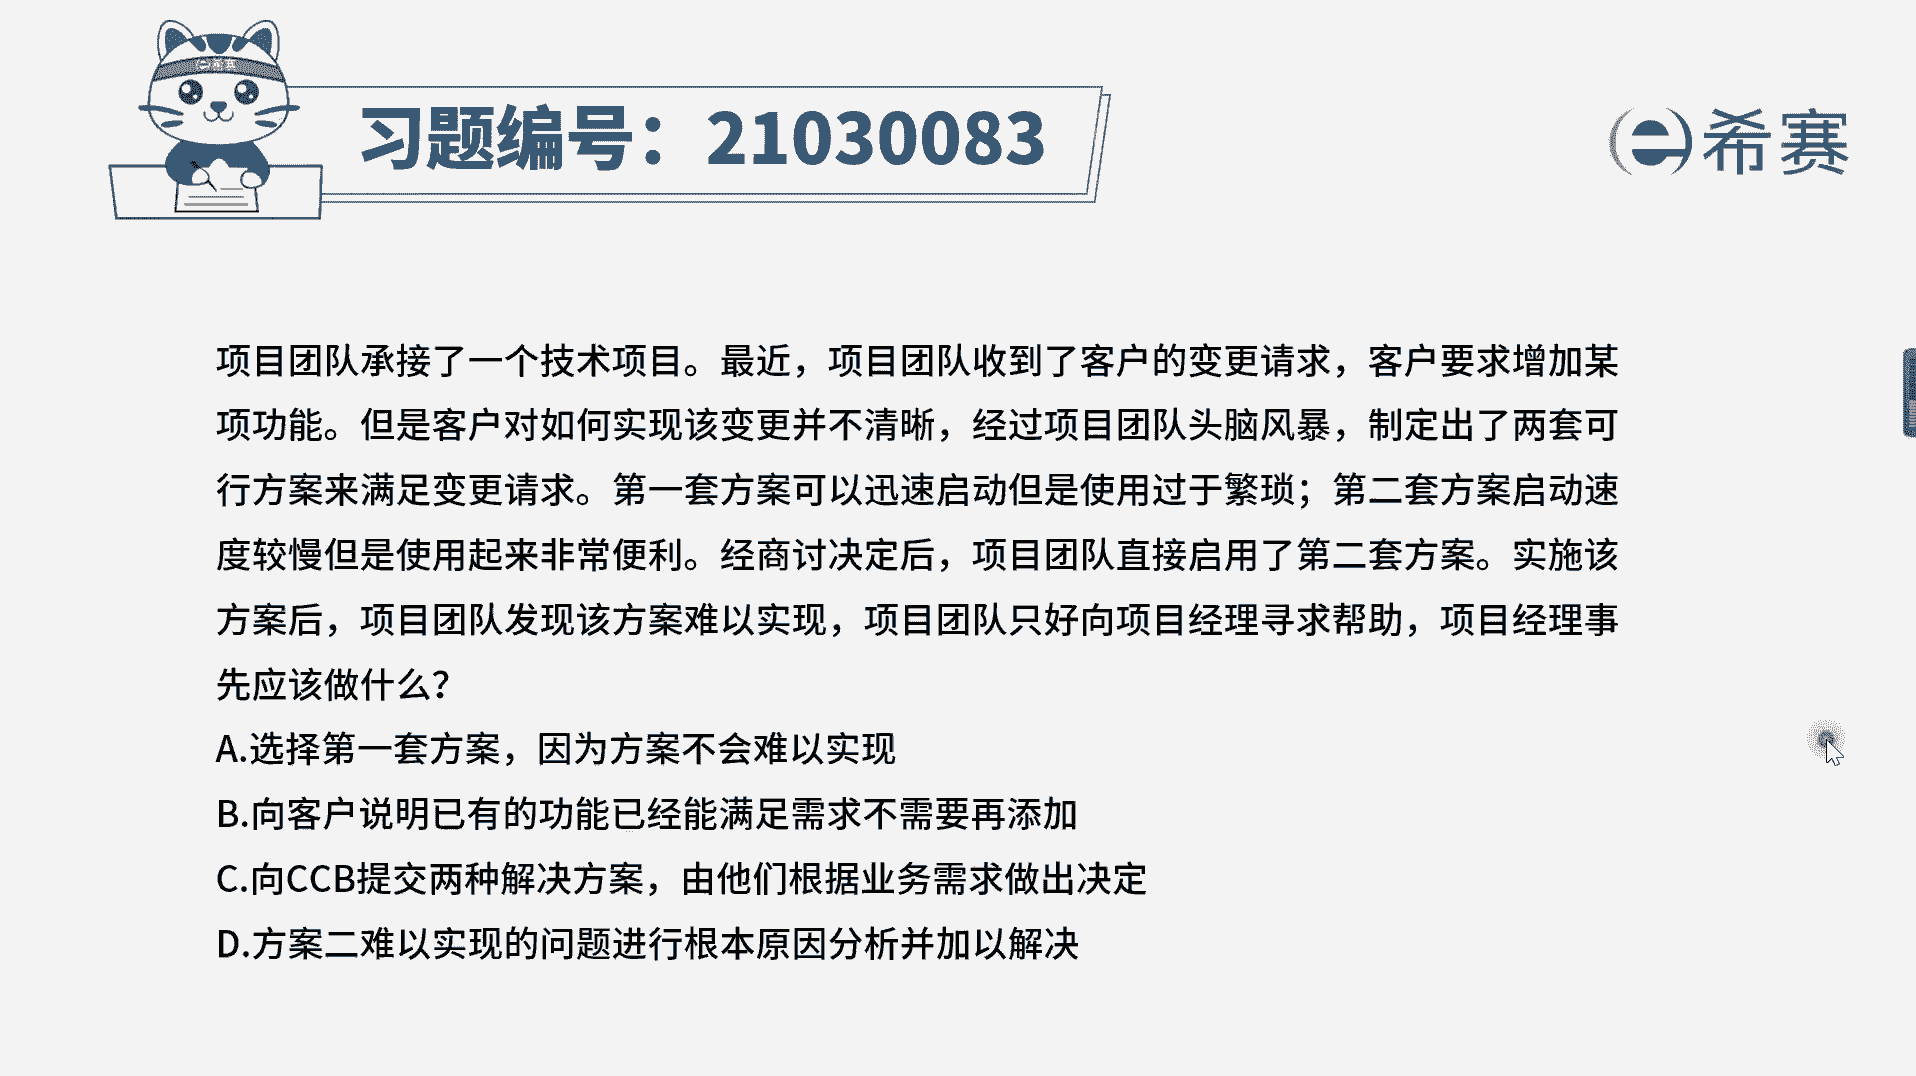 希赛
习题编号：21030083
希赛
项目团队承接了一个技术项目。最近，项目团队收到了客户的变更请求，客户要求增加某
项功能。但是客户对如何实现该变更并不清晰，经过项目团队头脑风暴，制定出了两套可
行方案来满足变更请求。第一套方案可以迅速启动但是使用过于繁琐；第二套方案启动速
度较慢但是使用起来非常便利。经商讨决定后，项目团队直接启用了第二套方案。实施该
方案后，项目团队发现该方案难以实现，项目团队只好向项目经理寻求帮助，项目经理事
先应该做什么？
A.选择第一套方案，因为方案不会难以实现
B.向客户说明已有的功能已经能满足需求不需要再添加
C.向CCB提交两种解决方案，由他们根据业务需求做出决定
D.方案二难以实现的问题进行根本原因分析并加以解决